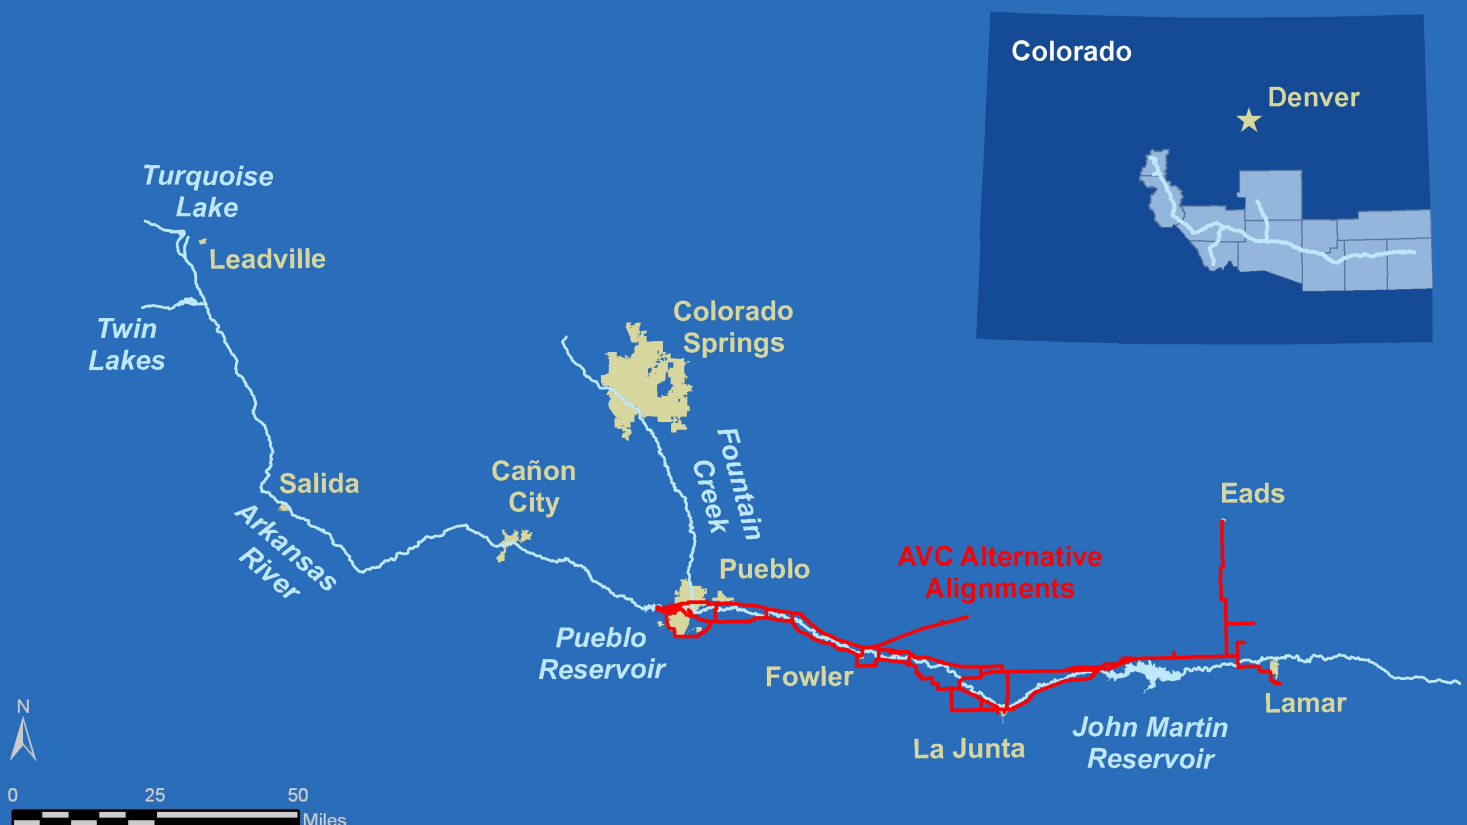 Colorado
Denver
Turquoise
Lake
Leadville
Twin
Lakes
Colorado
Springs
Fountain
Creek
Salida
Cañon
City
Arkansas
River
Eads
AVC Alternative
Alignments
Pueblo
Pueblo
Reservoir
Fowler
La Junta
John Martin
Reservoir
Lamar
N
0 25 50
Miles